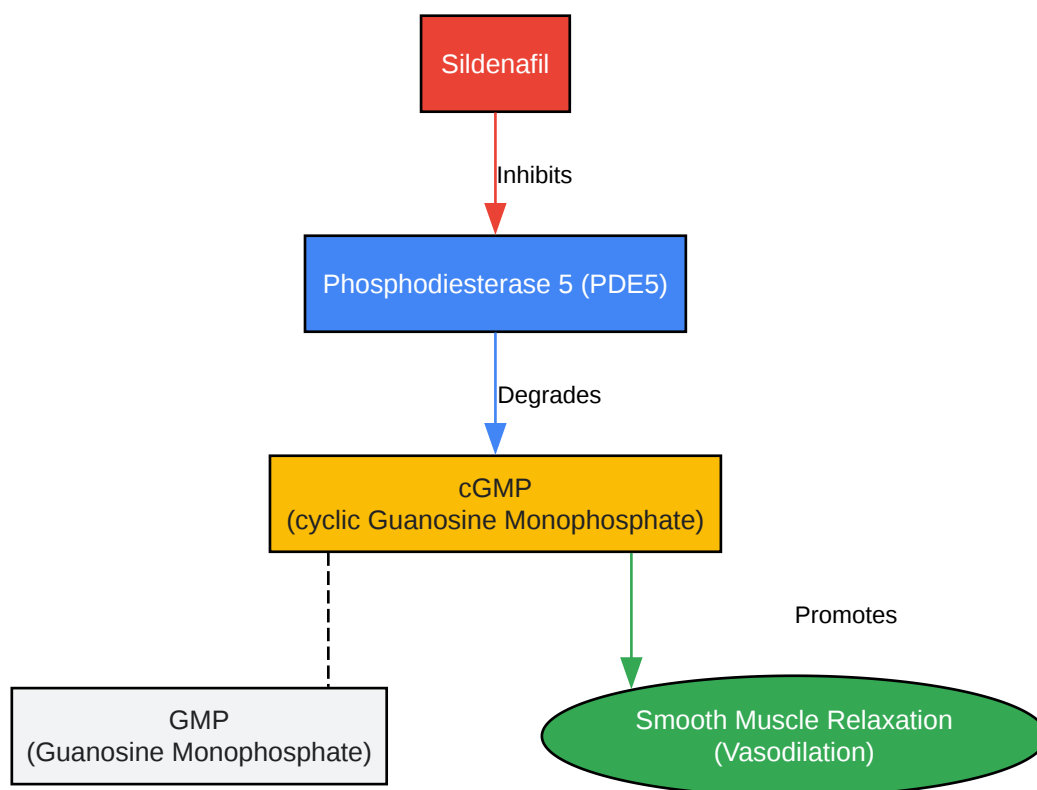 Sildenafil
Inhibits
Phosphodiesterase 5 (PDE5)
Degrades
cGMP
(cyclic Guanosine Monophosphate)
Promotes
GMP
(Guanosine Monophosphate)
Smooth Muscle Relaxation
(Vasodilation)